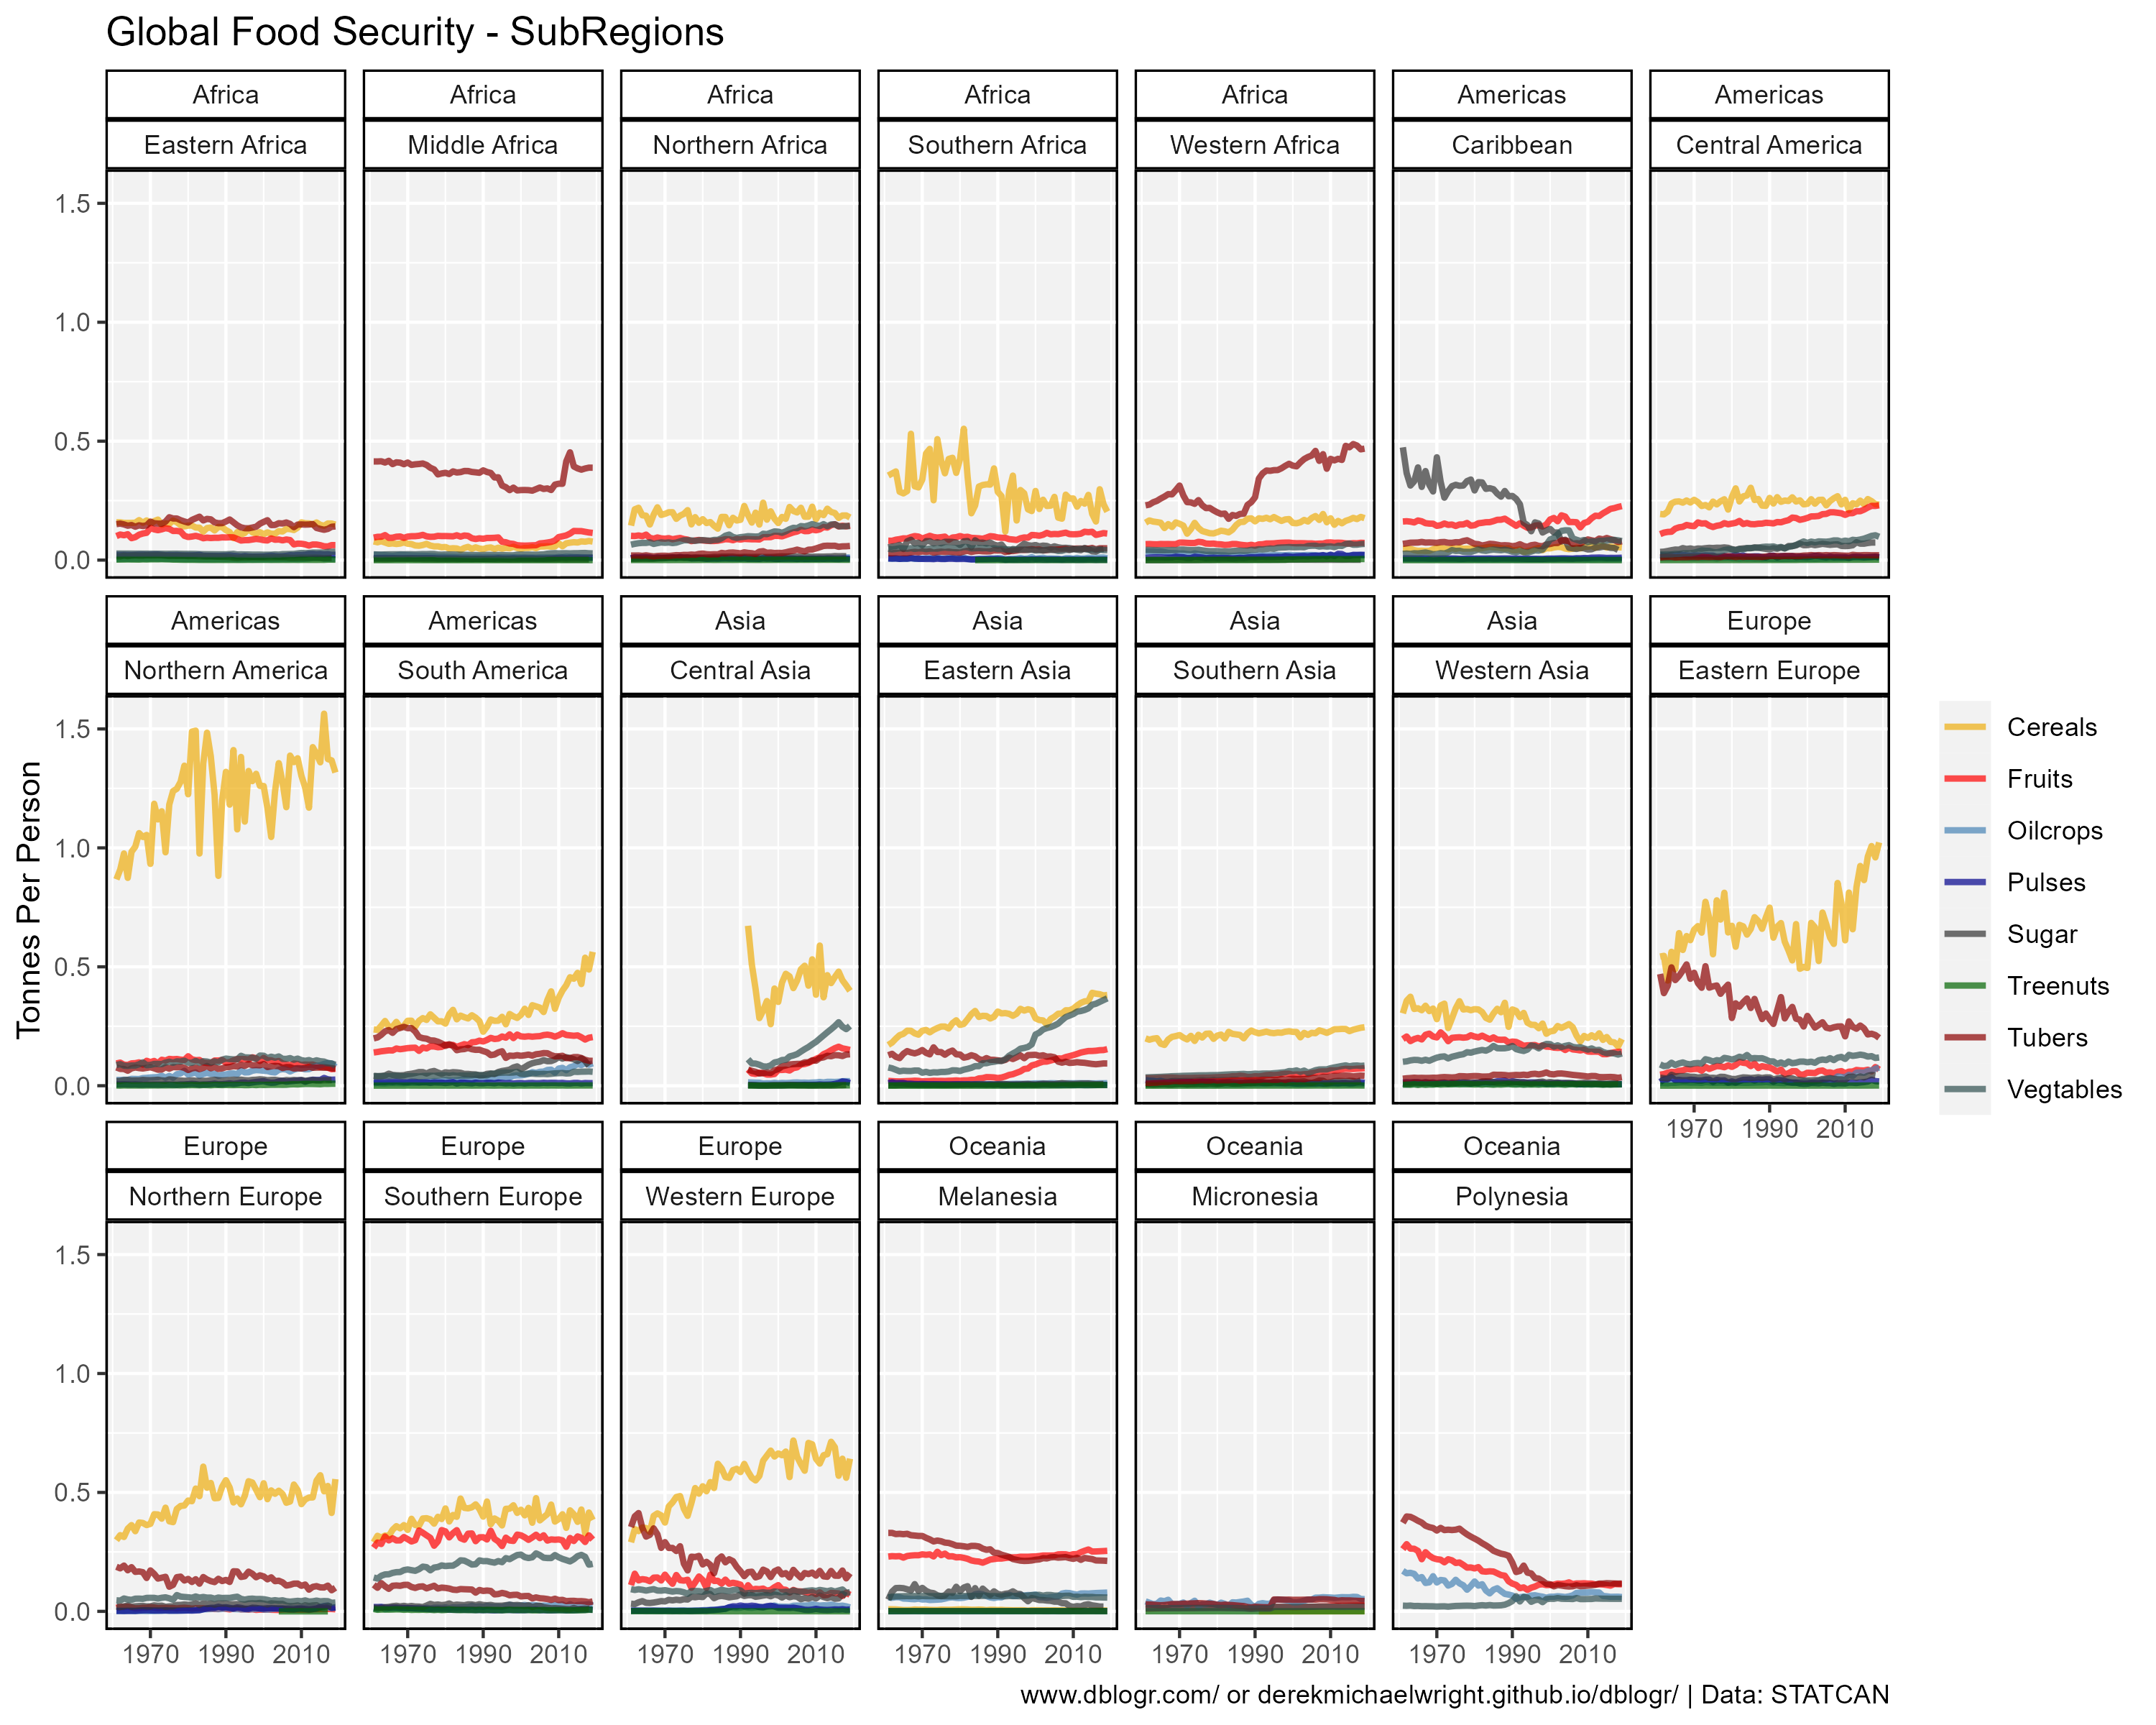 Global Food Security - SubRegions
Africa Africa Africa Africa Africa Americas Americas
Eastern Africa Middle Africa Northern Africa Southern Africa Western Africa Caribbean Central America
1.5
1.0
0.5
0.0
Americas Americas Asia Asia Asia Asia Europe
Northern America South America Central Asia Eastern Asia Southern Asia Western Asia Eastern Europe
1.5
1.0
0.5
0.0
1970 1990 2010
Tonnes Per Person
Cereals
Fruits
Oilcrops
Pulses
Sugar
Treenuts
Tubers
Vegtables
Europe Europe Europe Oceania Oceania Oceania
Northern Europe Southern Europe Western Europe Melanesia Micronesia Polynesia
1.5
1.0
0.5
0.0
1970 1990 2010 1970 1990 2010 1970 1990 2010 1970 1990 2010 1970 1990 2010 1970 1990 2010
www.dblogr.com/ or derekmichaelwright.github.io/dblogr/ | Data: STATCAN